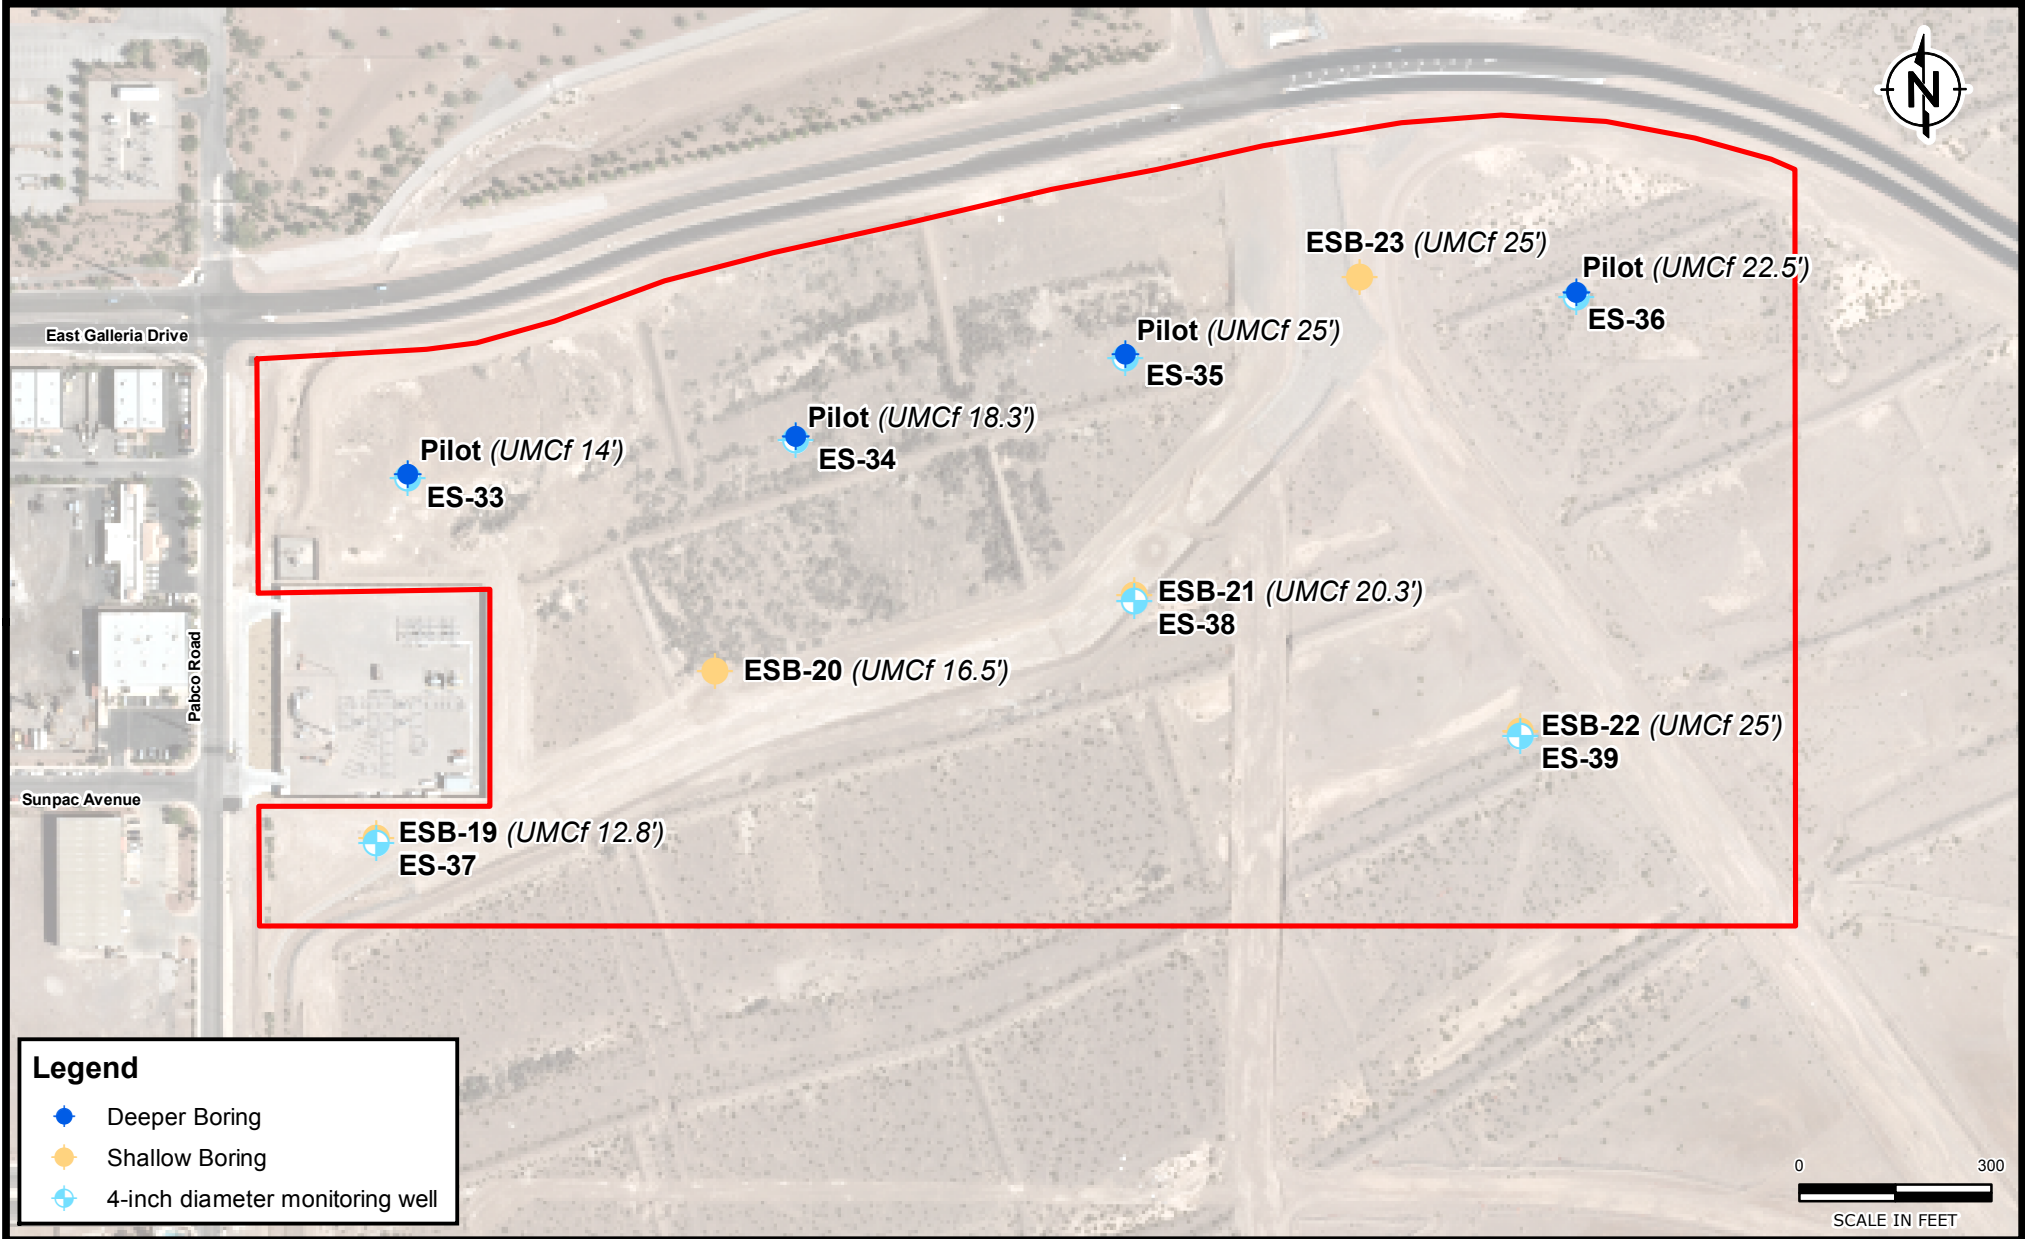 N
ESB-23 (UMCf 25')
Pilot (UMCf 22.5')
ES-36
East Galleria Drive
Pilot (UMCf 25')
ES-35
Pilot (UMCf 18.3')
ES-34
Pilot (UMCf 14')
ES-33
ESB-21 (UMCf 20.3')
ES-38
Pabco Road
ESB-20 (UMCf 16.5')
ESB-22 (UMCf 25')
ES-39
Sunpac Avenue
ESB-19 (UMCf 12.8')
ES-37
Legend
Deeper Boring
Shallow Boring
4-inch diameter monitoring well
0 300
SCALE IN FEET